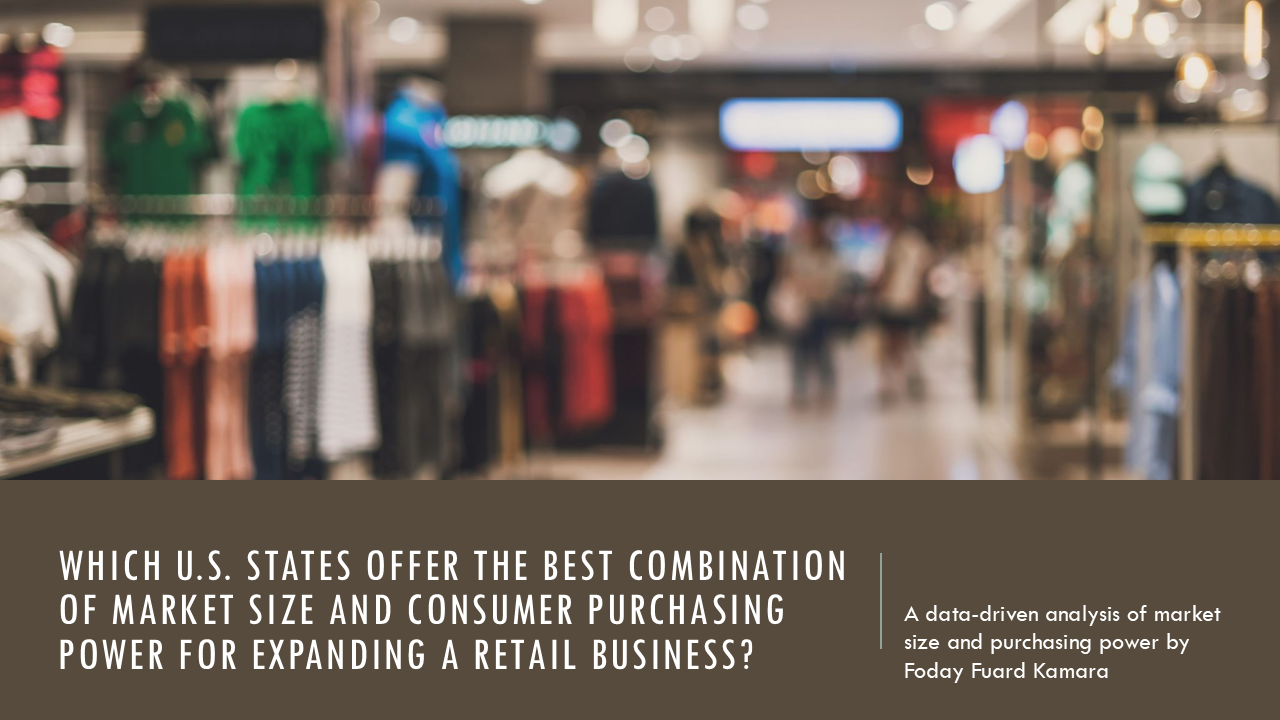 WHICH U.S. STATES OFFER THE BEST COMBINATION
OF MARKET SIZE AND CONSUMER PURCHASING
POWER FOR EXPANDING A RETAIL BUSINESS?
A data-driven analysis of market
size and purchasing power by
Foday Fuard Kamara